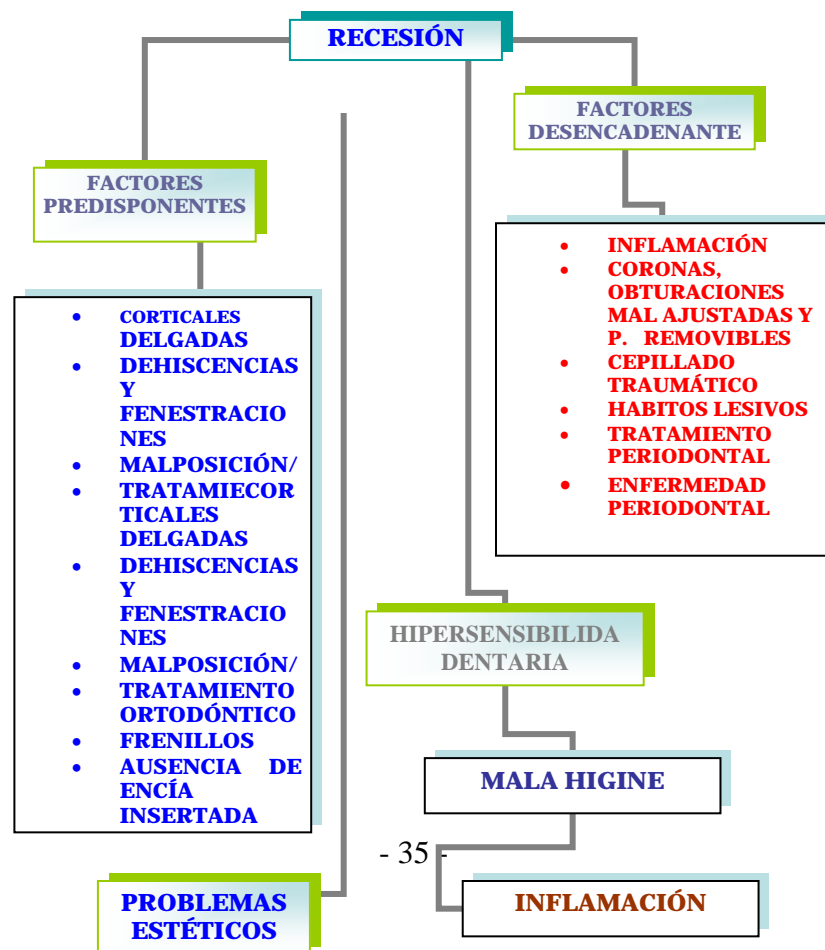 RECESIÓN
FACTORES
DESENCADENANTE
FACTORES
PREDISPONENTES
• INFLAMACIÓN
• CORONAS,
OBTURACIONES
MAL AJUSTADAS Y
P. REMOVIBLES
• CEPILLADO
TRAUMÁTICO
• HABITOS LESIVOS
• TRATAMIENTO
PERIODONTAL
• ENFERMEDAD
PERIODONTAL
• CORTICALES
DELGADAS
• DEHISCENCIAS
Y
FENESTRACIO
NES
• MALPOSICIÓN/
• TRATAMIECOR
TICALES
DELGADAS
• DEHISCENCIAS
Y
FENESTRACIO
NES
• MALPOSICIÓN/
• TRATAMIENTO
ORTODÓNTICO
• FRENILLOS
• AUSENCIA DE
ENCÍA
INSERTADA
HIPERSENSIBILIDA
DENTARIA
MALA HIGINE
- 35 -
PROBLEMAS
ESTÉTICOS
INFLAMACIÓN